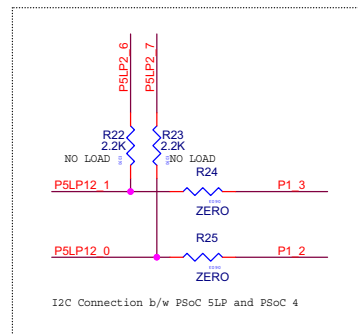 P5LP2_6
P5LP2_7
R22
2.2K
R23
2.2K
NO LOAD
NO LOAD
R24
P5LP12_1
P1_3
ZERO
R25
P5LP12_0
P1_2
ZERO
I2C Connection b/w PSoC 5LP and PSoC 4